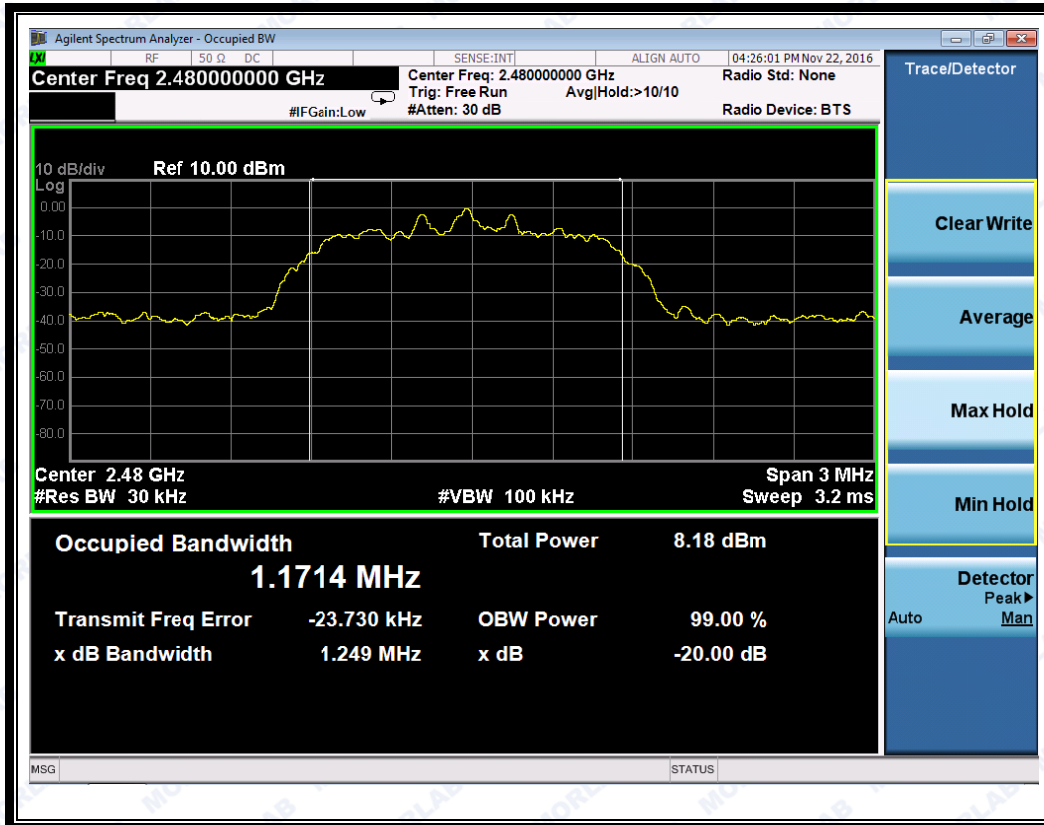 Agilent Spectrum Analyzer - Occupied BW
LXI RF 50 Ω DC SENSE:INT ALIGN AUTO 04:26:01 PM Nov 22, 2016
Center Freq 2.480000000 GHz
Center Freq: 2.480000000 GHz
Radio Std: None
Trig: Free Run Avg|Hold:>10/10
#IFGain:Low
#Atten: 30 dB
Radio Device: BTS
10 dB/div Ref 10.00 dBm
Log
0.00
-10.0
-20.0
-30.0
-40.0
-50.0
-60.0
-70.0
-80.0
Center 2.48 GHz Span 3 MHz
#Res BW 30 kHz #VBW 100 kHz Sweep 3.2 ms
Occupied Bandwidth Total Power 8.18 dBm
1.1714 MHz
Transmit Freq Error -23.730 kHz OBW Power 99.00 %
x dB Bandwidth 1.249 MHz x dB -20.00 dB
MSG STATUS
Trace/Detector
Clear Write
Average
Max Hold
Min Hold
Detector
Peak▶
Auto Man
MORLAB